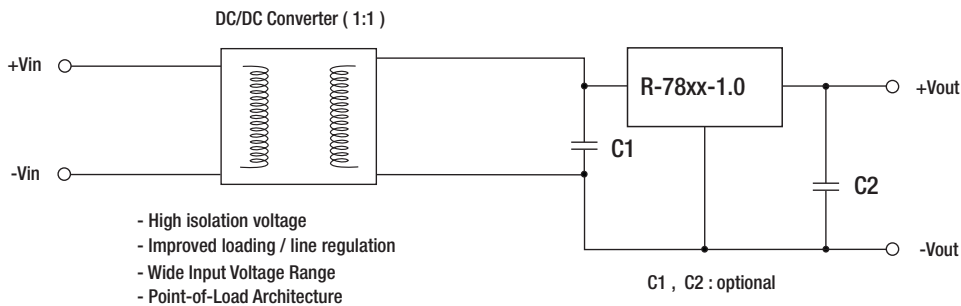 DC/DC Converter ( 1:1 )
+Vin
R-78xx-1.0
+Vout
C1
-Vin
C2
- High isolation voltage
- Improved loading / line regulation
-Vout
- Wide Input Voltage Range
C1 , C2 : optional
- Point-of-Load Architecture